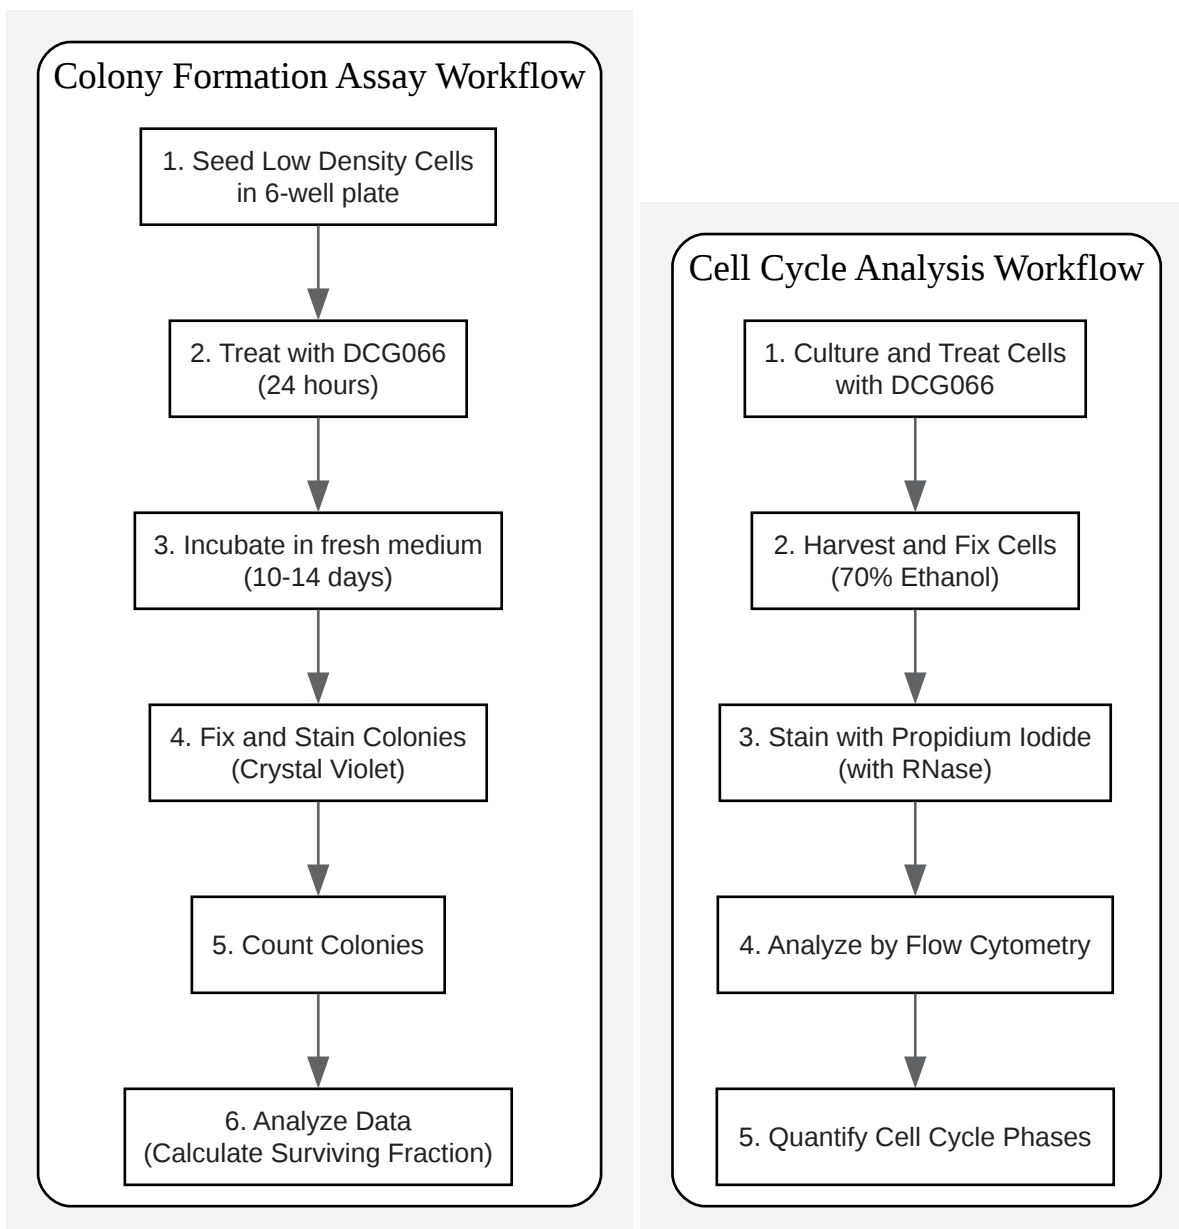 Colony Formation Assay Workflow
1. Seed Low Density Cells
in 6-well plate
2. Treat with DCG066
(24 hours)
3. Incubate in fresh medium
(10-14 days)
4. Fix and Stain Colonies
(Crystal Violet)
5. Count Colonies
6. Analyze Data
(Calculate Surviving Fraction)
Cell Cycle Analysis Workflow
1. Culture and Treat Cells
with DCG066
2. Harvest and Fix Cells
(70% Ethanol)
3. Stain with Propidium Iodide
(with RNase)
4. Analyze by Flow Cytometry
5. Quantify Cell Cycle Phases